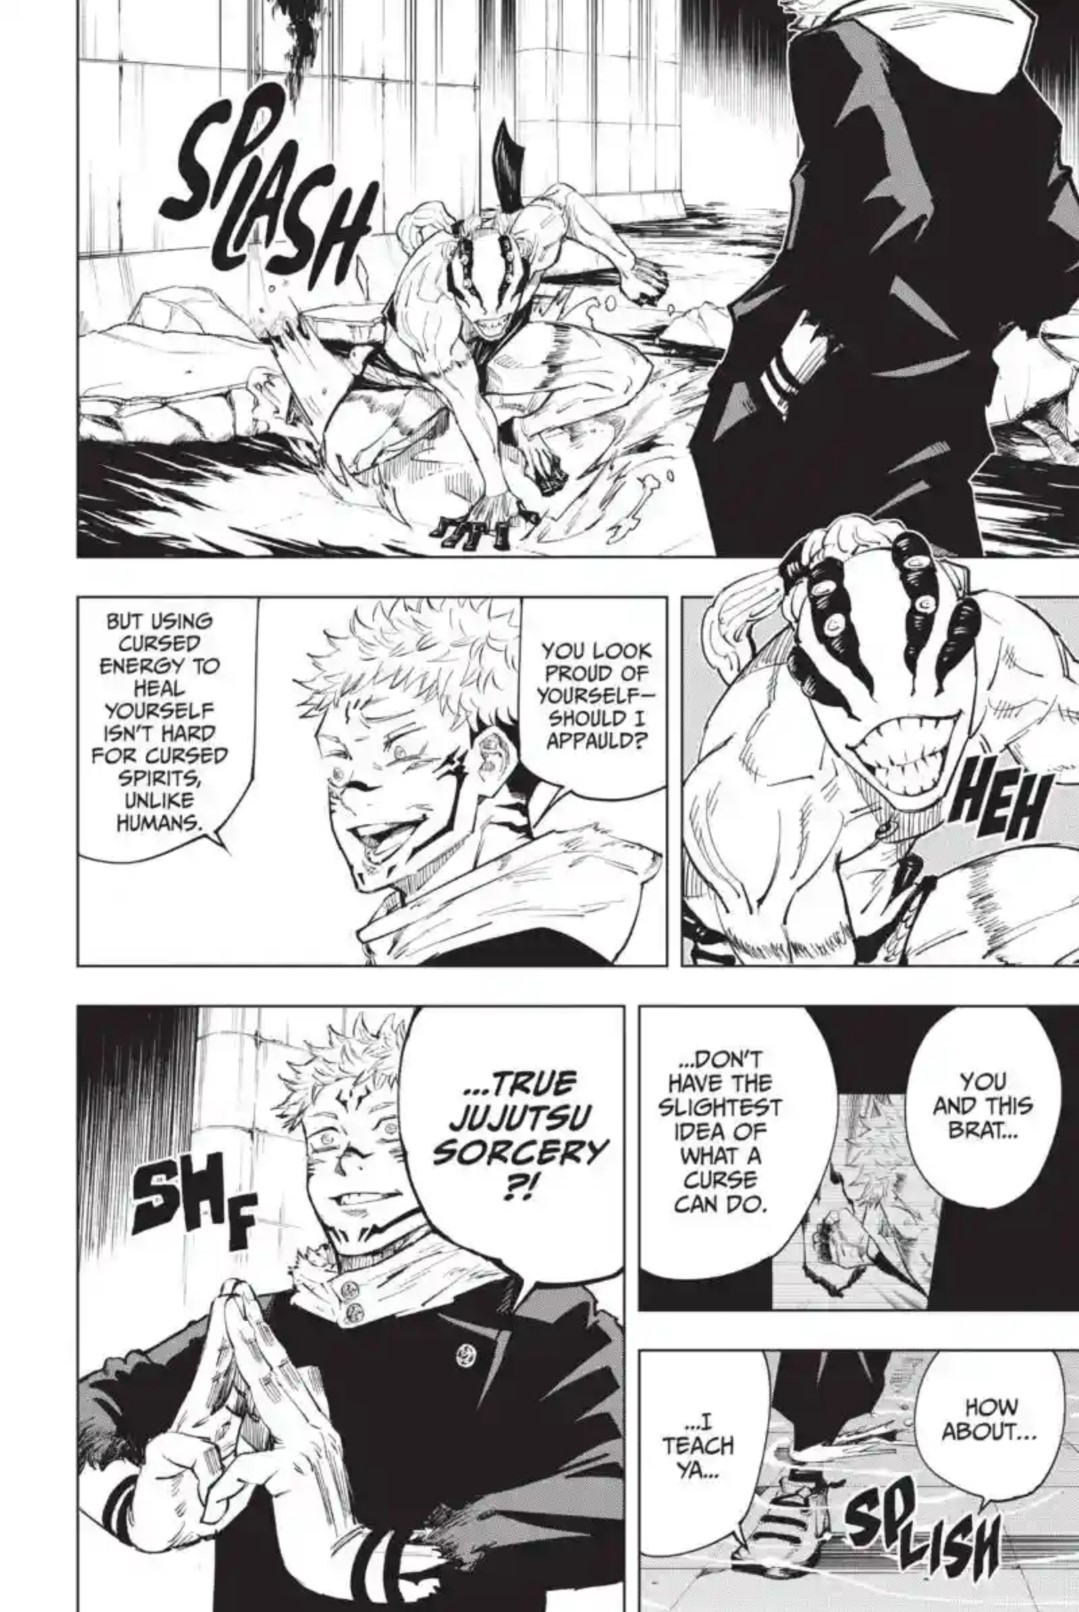 SPLASH
HEH
YOU LOOK
PROUD OF
YOURSELF—
SHOULD I
APPAULD?
BUT USING
CURSED
ENERGY TO
HEAL
YOURSELF
ISN'T HARD
FOR CURSED
SPIRITS,
UNLIKE
HUMANS.
YOU
AND THIS
BRAT...
...DON'T
HAVE THE
SLIGHTEST
IDEA OF
WHAT A
CURSE
CAN DO.
HOW
ABOUT...
SPLISH
...I
TEACH
YA...
...TRUE
JUJUTSU
SORCERY
?!
SHF